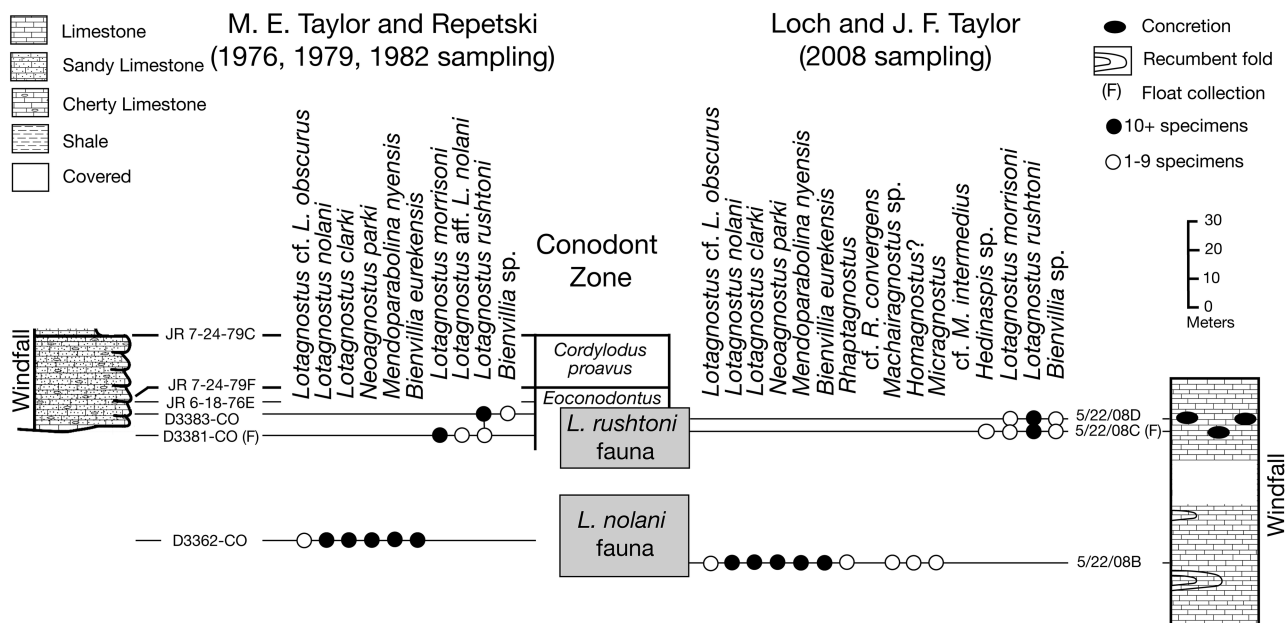 Limestone
Sandy Limestone
Cherty Limestone
Shale
Covered
M. E. Taylor and Repetski
(1976, 1979, 1982 sampling)
Loch and J. F. Taylor
(2008 sampling)
Concretion
Recumbent fold
(F) Float collection
10+ specimens
1-9 specimens
30
20
10
0
Meters
Lotagnostus cf. L. obscurus
Lotagnostus nolani
Lotagnostus clarki
Neoagnostus parki
Mendoparabolina nyensis
Bienvillia eurekensis
Lotagnostus morrisoni
Lotagnostus aff. L. nolani
Lotagnostus rushtoni
Bienvillia sp.
Conodont
Zone
Lotagnostus cf. L. obscurus
Lotagnostus nolani
Lotagnostus clarki
Neoagnostus parki
Mendoparabolina nyensis
Bienvillia eurekensis
Rhaptagnostus
cf. R. convergens
Machairagnostus sp.
Homagnostus?
Micragnostus
cf. M. intermedius
Hedinaspis sp.
Lotagnostus morrisoni
Lotagnostus rushtoni
Bienvillia sp.
Windfall
JR 7-24-79C
JR 7-24-79F
JR 6-18-76E
D3383-CO
D3381-CO (F)
D3362-CO
Cordylodus
proavus
Eoconodontus
L. rushtoni
fauna
L. nolani
fauna
5/22/08D
5/22/08C (F)
5/22/08B
Windfall